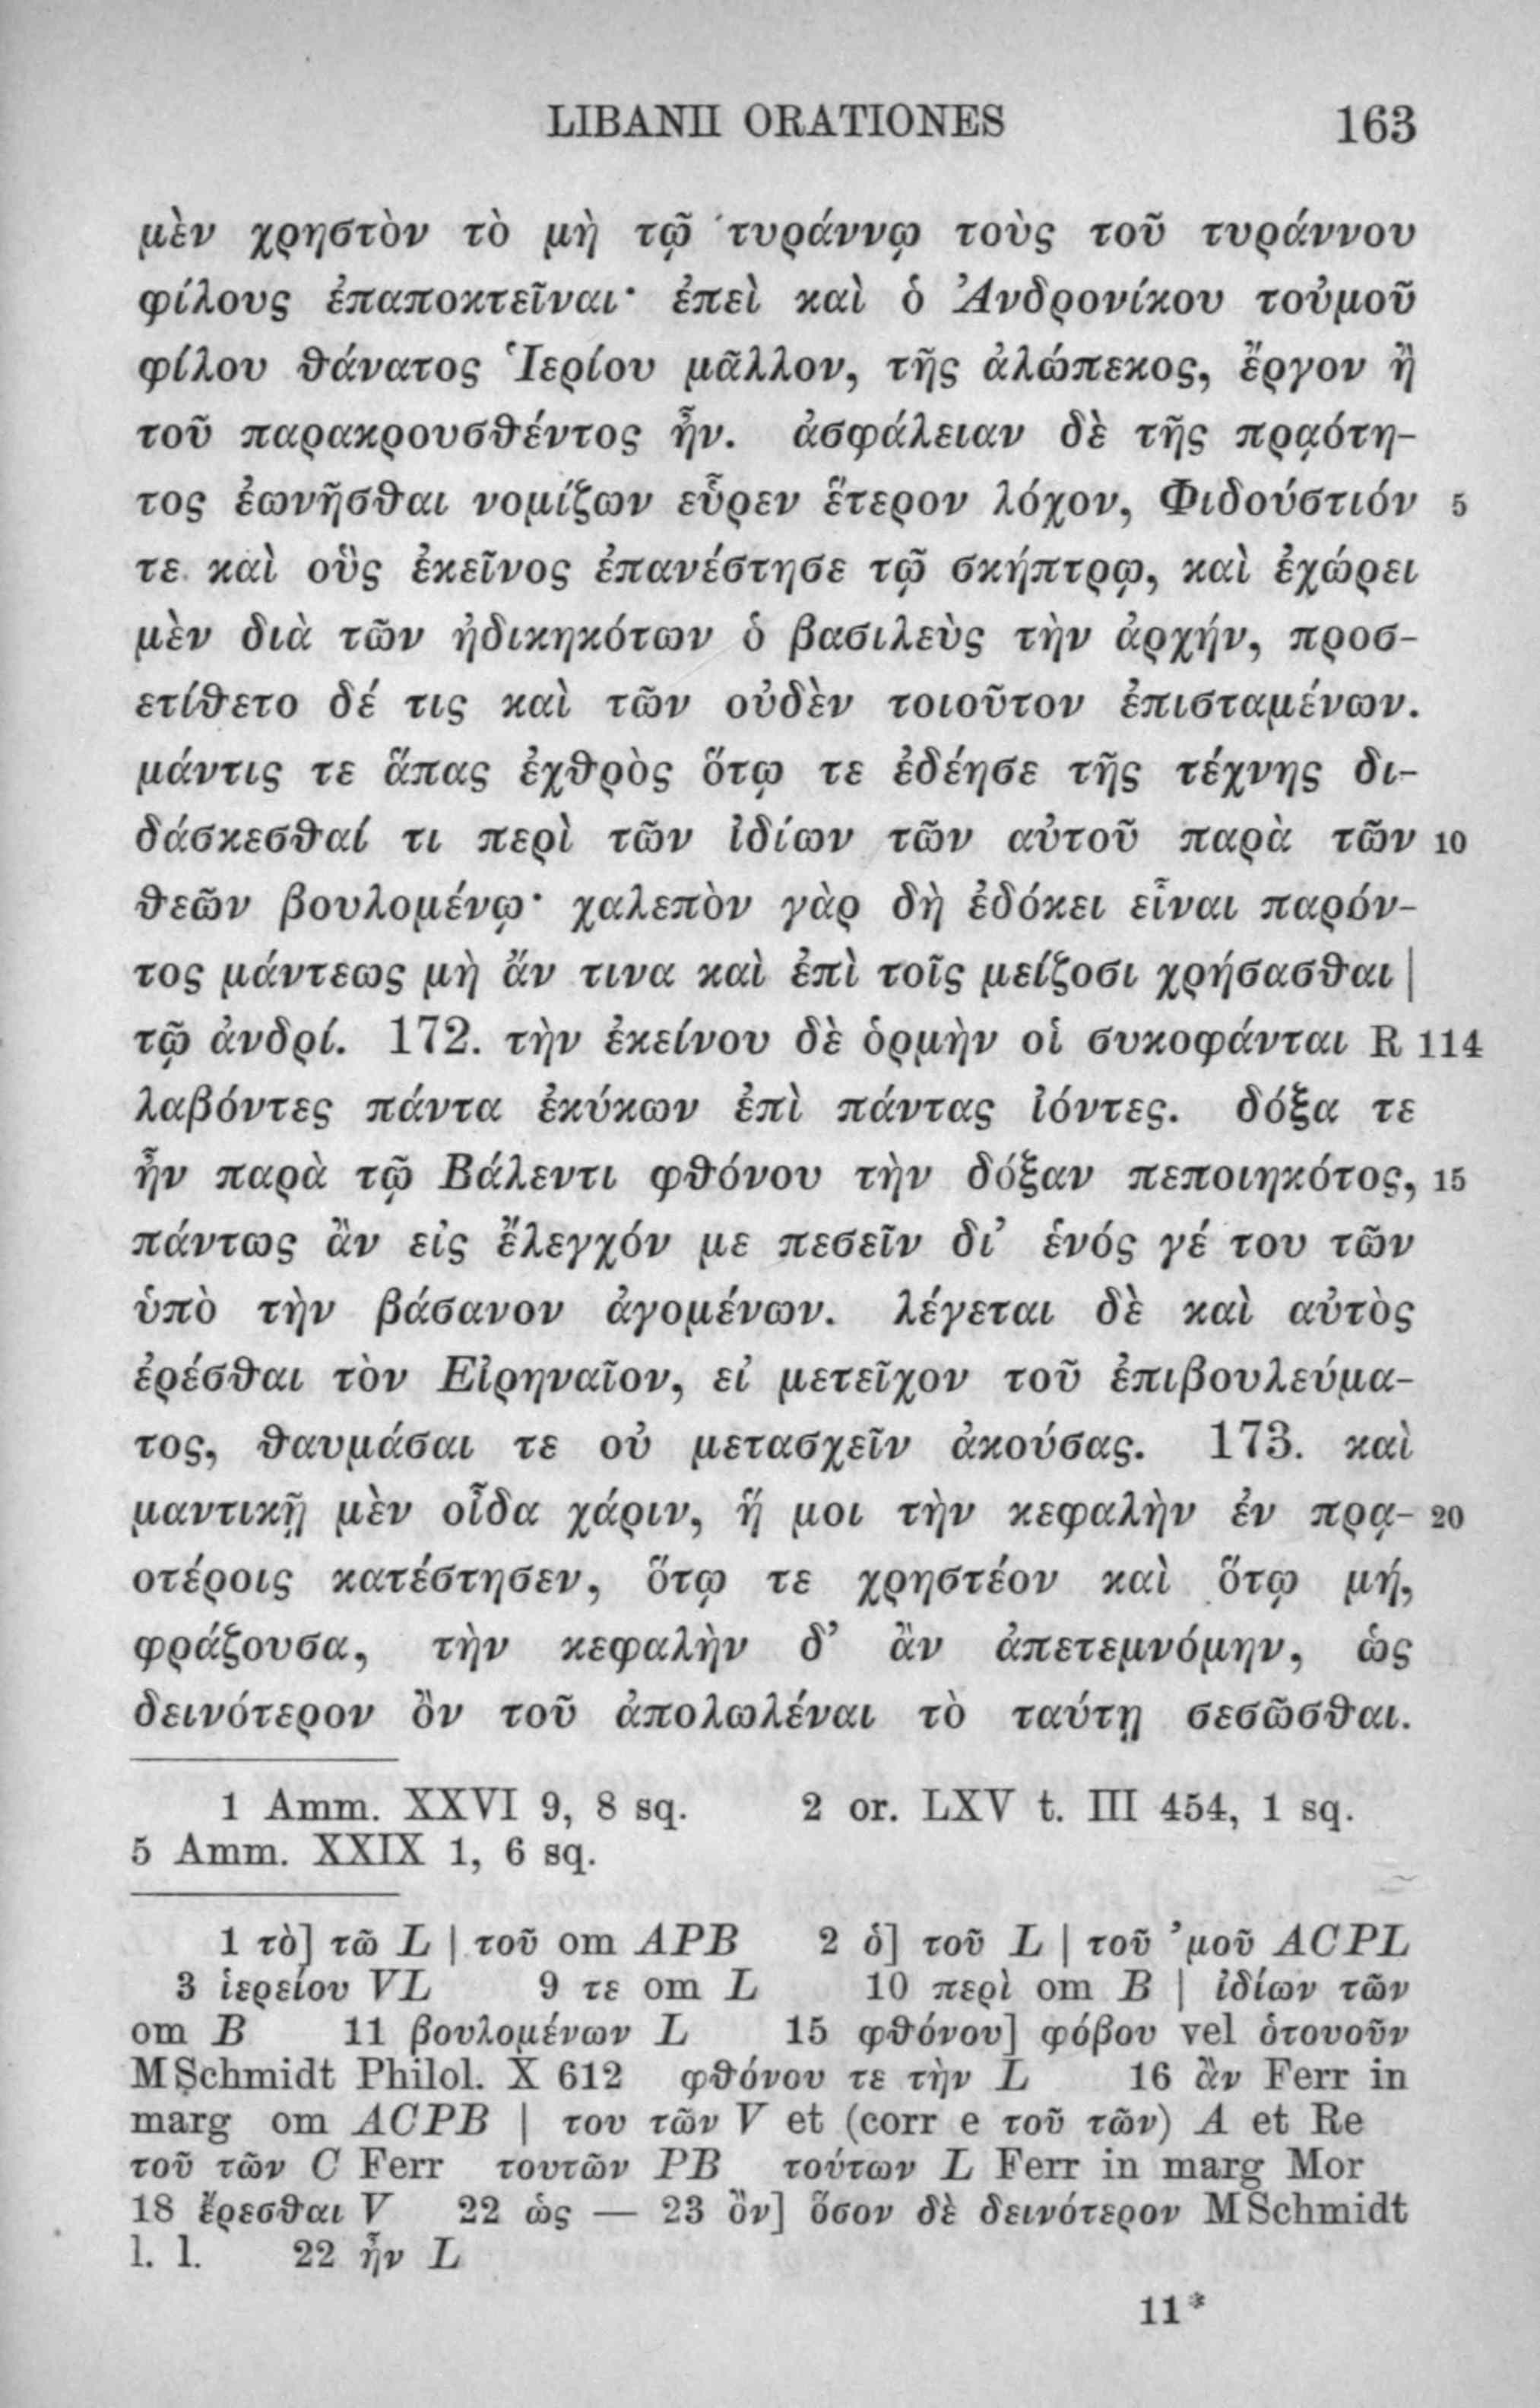 LIBANII ORATIONES 163
μὲν χρηστὸν τὸ μὴ τῷ τυράννῳ τοὺς τοῦ τυράννου
φίλους ἐπαποκτεῖναι· ἐπεὶ καὶ ὁ Ἀνδρονίκου τοὐμοῦ
φίλου θάνατος Ἱερίου μᾶλλον, τῆς ἀλώπεκος, ἔργον ἢ
τοῦ παρακρουσθέντος ἦν. ἀσφάλειαν δὲ τῆς πρᾳότη-
τος ἐωνῆσθαι νομίζων εὗρεν ἕτερον λόχον, Φιδούστιόν 5
τε καὶ οὓς ἐκεῖνος ἐπανέστησε τῷ σκήπτρῳ, καὶ ἐχώρει
μὲν διὰ τῶν ἠδικηκότων ὁ βασιλεὺς τὴν ἀρχήν, προσ-
ετίθετο δέ τις καὶ τῶν οὐδὲν τοιοῦτον ἐπισταμένων.
μάντις τε ἅπας ἐχθρὸς ὅτῳ τε ἐδέησε τῆς τέχνης δι-
δάσκεσθαί τι περὶ τῶν ἰδίων τῶν αὐτοῦ παρὰ τῶν 10
θεῶν βουλομένῳ· χαλεπὸν γὰρ δὴ ἐδόκει εἶναι παρόν-
τος μάντεως μὴ ἄν τινα καὶ ἐπὶ τοῖς μείζοσι χρήσασθαι |
τῷ ἀνδρί. 172. τὴν ἐκείνου δὲ ὁρμὴν οἱ συκοφάνται R 114
λαβόντες πάντα ἐκύκων ἐπὶ πάντας ἰόντες. δόξα τε
ἦν παρὰ τῷ Βάλεντι φθόνου τὴν δόξαν πεποιηκότος, 15
πάντως ἂν εἰς ἔλεγχόν με πεσεῖν δι’ ἑνός γέ του τῶν
ὑπὸ τὴν βάσανον ἀγομένων. λέγεται δὲ καὶ αὐτὸς
ἐρέσθαι τὸν Εἰρηναῖον, εἰ μετεῖχον τοῦ ἐπιβουλεύμα-
τος, θαυμάσαι τε οὐ μετασχεῖν ἀκούσας. 173. καὶ
μαντικῇ μὲν οἶδα χάριν, ἥ μοι τὴν κεφαλὴν ἐν πρᾳ- 20
οτέροις κατέστησεν, ὅτῳ τε χρηστέον καὶ ὅτῳ μή,
φράζουσα, τὴν κεφαλὴν δ’ ἂν ἀπετεμνόμην, ὡς
δεινότερον ὂν τοῦ ἀπολωλέναι τὸ ταύτῃ σεσῶσθαι.
1 Amm. XXVI 9, 8 sq. 2 or. LXV t. III 454, 1 sq.
5 Amm. XXIX 1, 6 sq.
1 τὸ] τῶ L | τοῦ om APB 2 ὁ] τοῦ L | τοῦ ’μοῦ ACPL
3 ἱερείου VL 9 τε om L 10 περὶ om B | ἰδίων τῶν
om B 11 βουλομένων L 15 φθόνου] φόβου vel ὁτουοῦν
MSchmidt Philol. X 612 φθόνου τε τὴν L 16 ἂν Ferr in
marg om ACPB | του τῶν V et (corr e τοῦ τῶν) A et Re
τοῦ τῶν C Ferr τουτῶν PB τούτων L Ferr in marg Mor
18 ἔρεσθαι V 22 ὡς — 23 ὂν] ὅσον δὲ δεινότερον MSchmidt
l. l. 22 ἦν L
11*